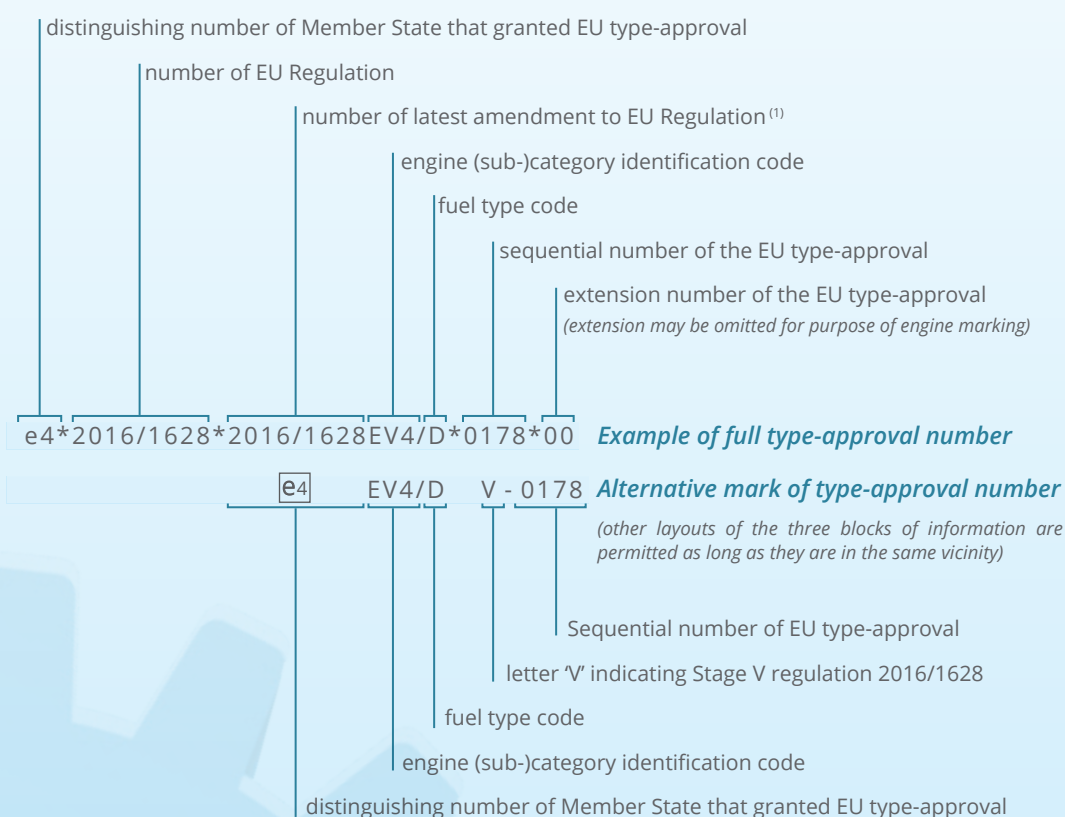 distinguishing number of Member State that granted EU type-approval
number of EU Regulation
number of latest amendment to EU Regulation (1)
engine (sub-)category identification code
fuel type code
sequential number of the EU type-approval
extension number of the EU type-approval
(extension may be omitted for purpose of engine marking)
e4*2016/1628*2016/1628EV4/D*0178*00 Example of full type-approval number
e4 EV4/D V - 0178 Alternative mark of type-approval number
(other layouts of the three blocks of information are
permitted as long as they are in the same vicinity)
Sequential number of EU type-approval
letter ‘V’ indicating Stage V regulation 2016/1628
fuel type code
engine (sub-)category identification code
distinguishing number of Member State that granted EU type-approval